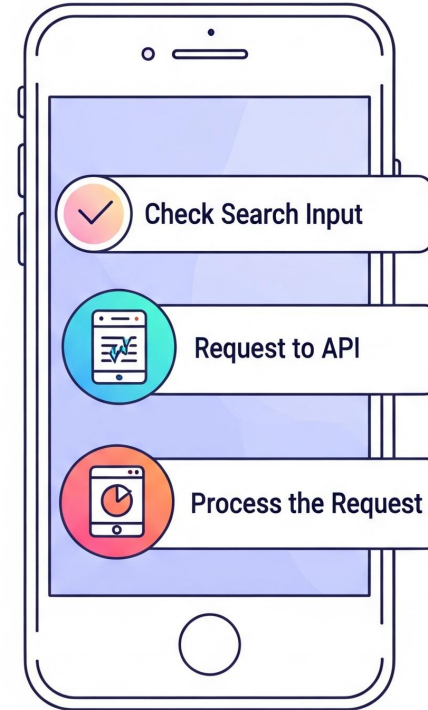 Check Search Input
Request to API
Process the Request